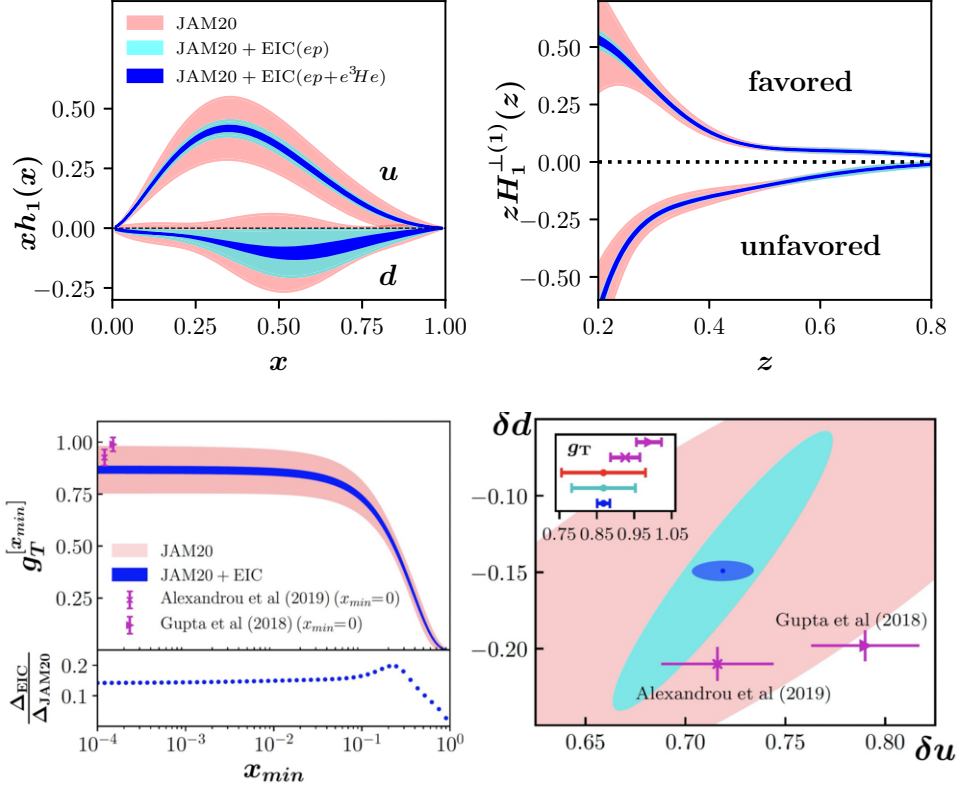 JAM20
JAM20 + EIC(ep)
JAM20 + EIC(ep+e³He)
0.50
0.25
0.00
−0.25
xh₁(x)
u
d
0.00 0.25 0.50 0.75 1.00
x
0.50
0.25
0.00
−0.25
−0.50
zH₁^⊥(1)(z)
favored
unfavored
0.2 0.4 0.6 0.8
z
1.00
0.75
0.50
0.25
g_T^[x_min]
JAM20
JAM20 + EIC
Alexandrou et al (2019) (x_min=0)
Gupta et al (2018) (x_min=0)
0.2
0.1
Δ_EIC
Δ_JAM20
10⁻⁴ 10⁻³ 10⁻² 10⁻¹ 10⁰
x_min
δd
g_T
0.75 0.85 0.95 1.05
−0.10
−0.15
−0.20
Gupta et al (2018)
Alexandrou et al (2019)
0.65 0.70 0.75 0.80
δu